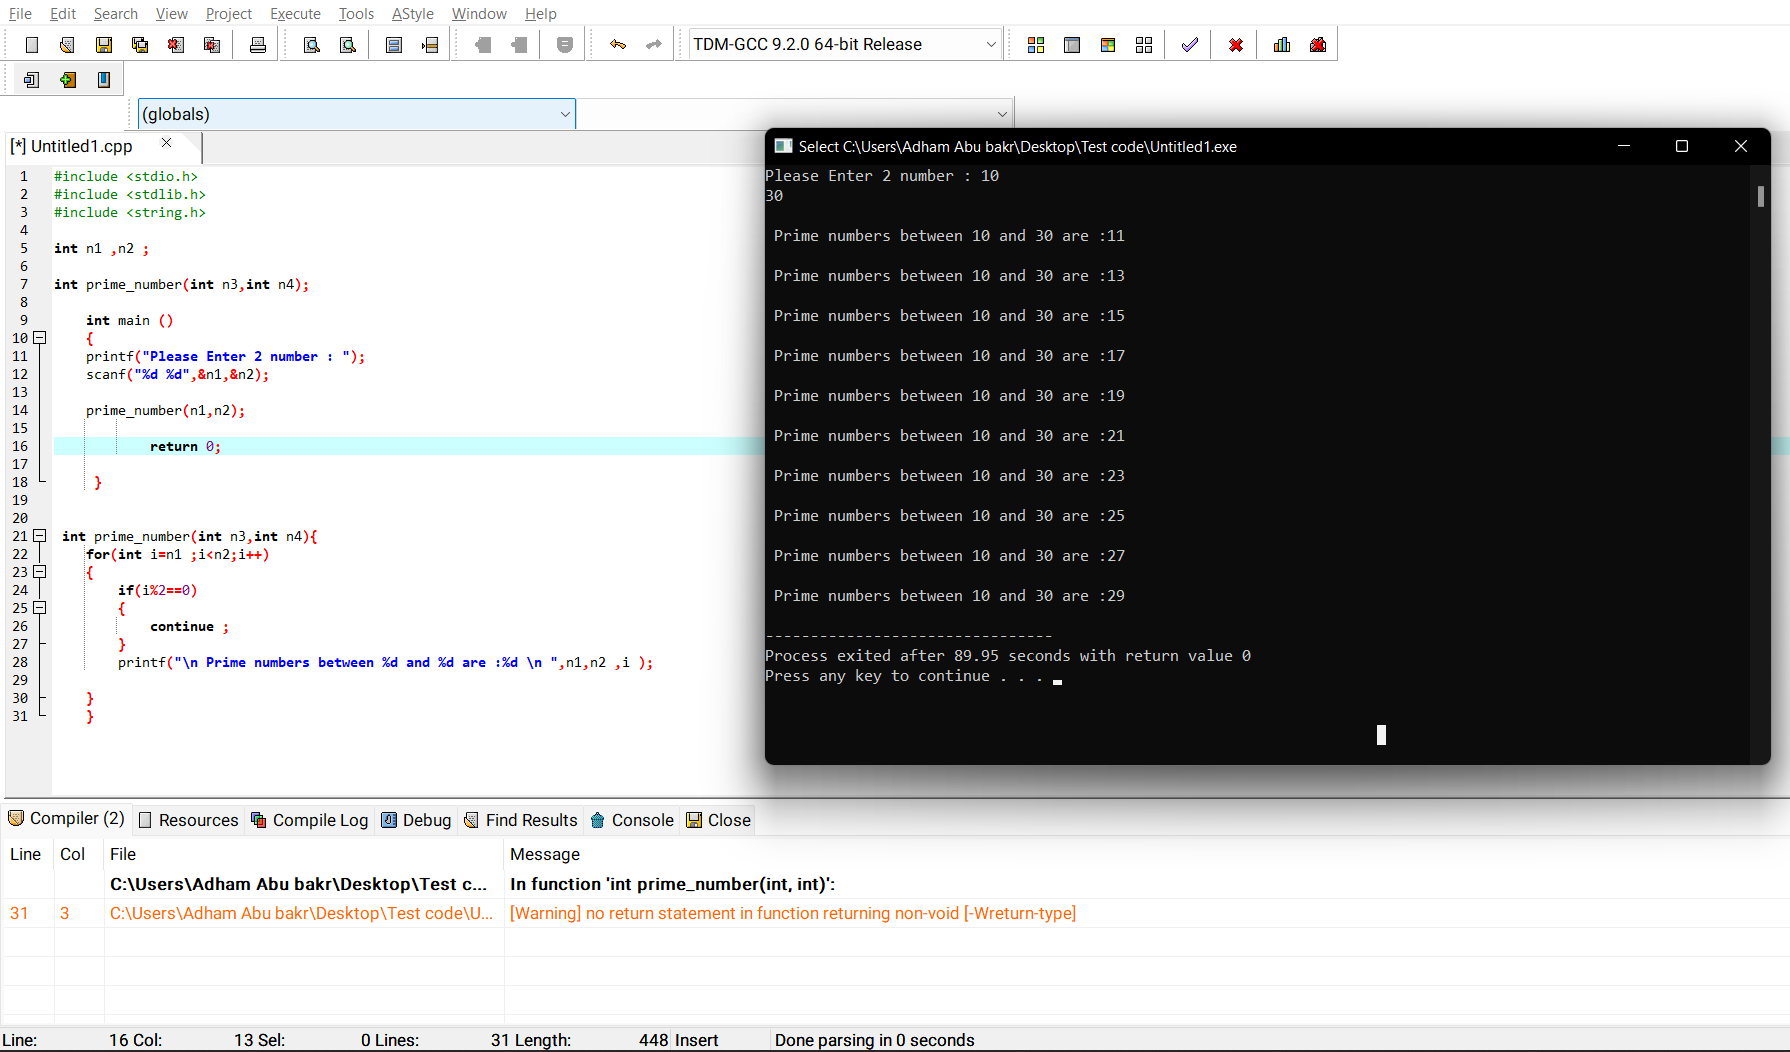 File Edit Search View Project Execute Tools AStyle Window Help
TDM-GCC 9.2.0 64-bit Release
(globals)
[*] Untitled1.cpp
1 #include <stdio.h>
2 #include <stdlib.h>
3 #include <string.h>
4
5 int n1 ,n2 ;
6
7 int prime_number(int n3,int n4);
8
9 int main ()
10 {
11 printf("Please Enter 2 number : ");
12 scanf("%d %d",&n1,&n2);
13
14 prime_number(n1,n2);
15
16 return 0;
17
18 }
19
20
21 int prime_number(int n3,int n4){
22 for(int i=n1 ;i<n2;i++)
23 {
24 if(i%2==0)
25 {
26 continue ;
27 }
28 printf("\n Prime numbers between %d and %d are :%d \n ",n1,n2 ,i );
29
30 }
31 }
Select C:\Users\Adham Abu bakr\Desktop\Test code\Untitled1.exe
Please Enter 2 number : 10
30
Prime numbers between 10 and 30 are :11
Prime numbers between 10 and 30 are :13
Prime numbers between 10 and 30 are :15
Prime numbers between 10 and 30 are :17
Prime numbers between 10 and 30 are :19
Prime numbers between 10 and 30 are :21
Prime numbers between 10 and 30 are :23
Prime numbers between 10 and 30 are :25
Prime numbers between 10 and 30 are :27
Prime numbers between 10 and 30 are :29
--------------------------------
Process exited after 89.95 seconds with return value 0
Press any key to continue . . .
Compiler (2) Resources Compile Log Debug Find Results Console Close
Line Col File Message
C:\Users\Adham Abu bakr\Desktop\Test c... In function 'int prime_number(int, int)':
31 3 C:\Users\Adham Abu bakr\Desktop\Test code\U... [Warning] no return statement in function returning non-void [-Wreturn-type]
Line: 16 Col: 13 Sel: 0 Lines: 31 Length: 448 Insert Done parsing in 0 seconds